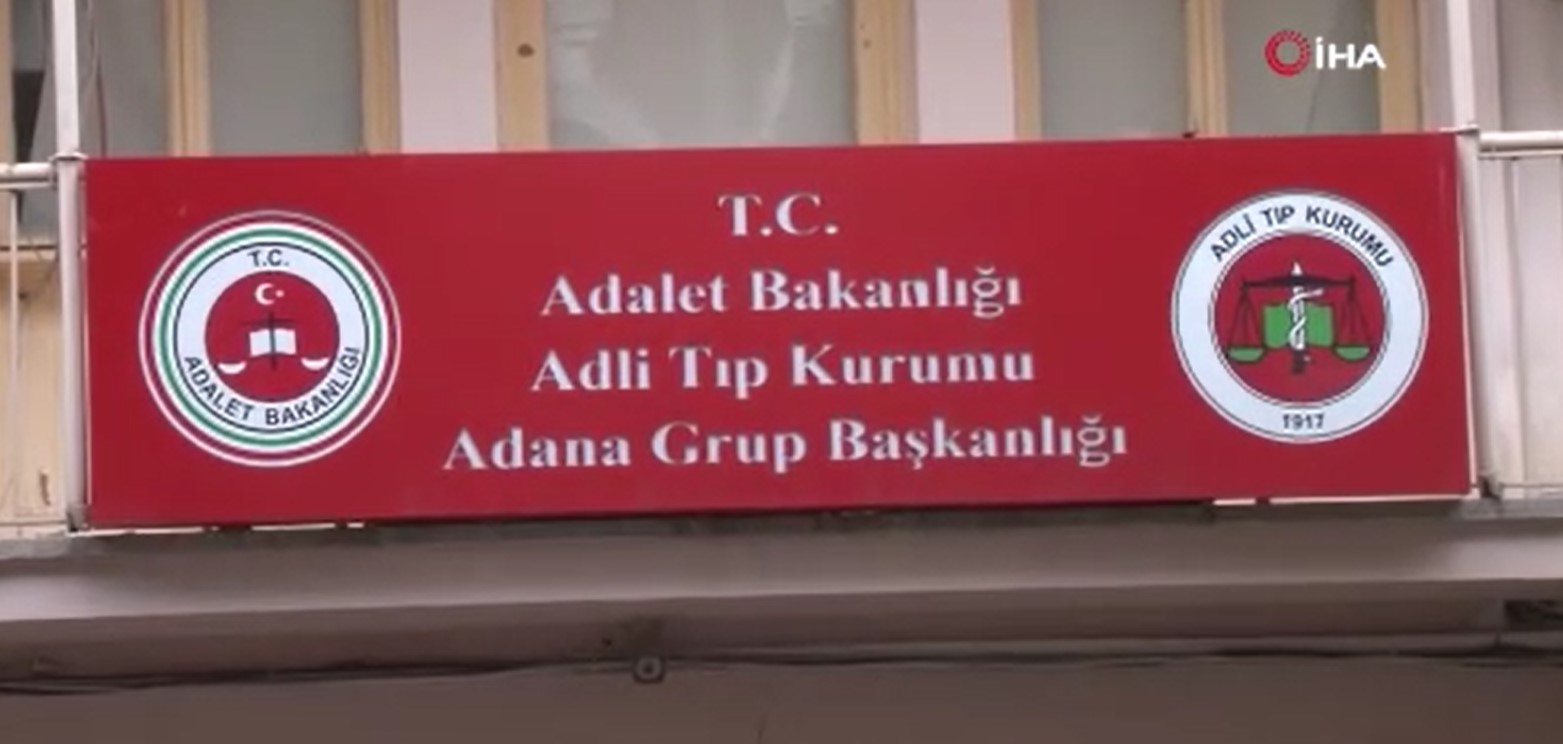 İHA
T.C.
Adalet Bakanlığı
Adli Tıp Kurumu
Adana Grup Başkanlığı
T.C.
ADALET BAKANLIĞI
ADLİ TIP KURUMU
1917